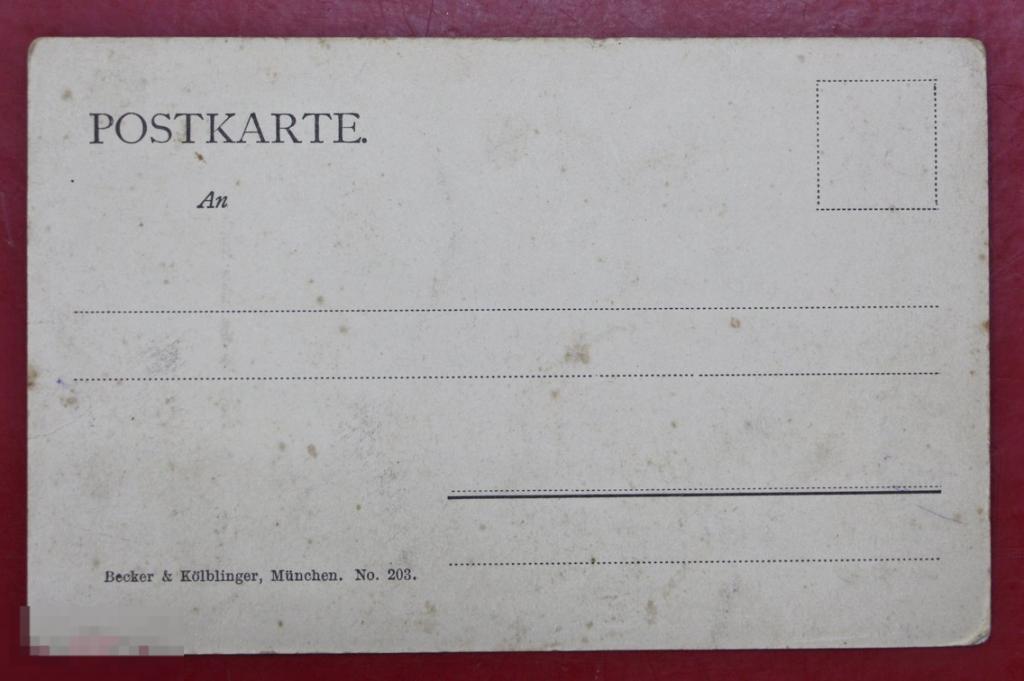 POSTKARTE.
An
Becker & Kölblinger, München. No. 203.